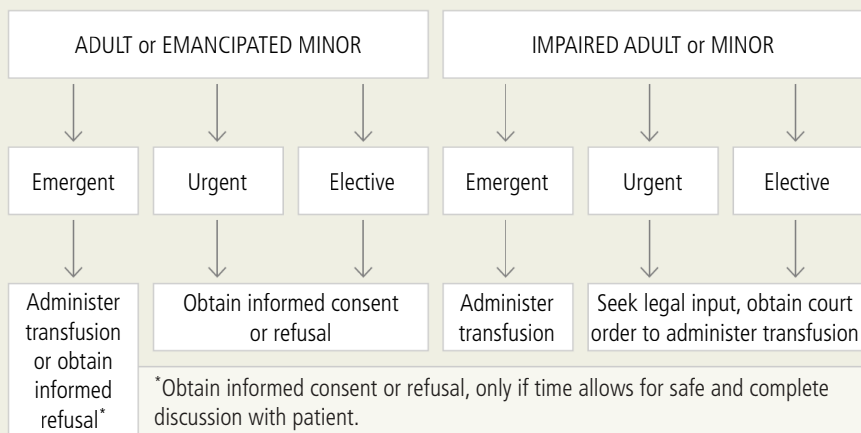 ADULT or EMANCIPATED MINOR
IMPAIRED ADULT or MINOR
Emergent
Urgent
Elective
Emergent
Urgent
Elective
Administer
transfusion
or obtain
informed
refusal*
Obtain informed consent
or refusal
Administer
transfusion
Seek legal input, obtain court
order to administer transfusion
*Obtain informed consent or refusal, only if time allows for safe and complete
discussion with patient.